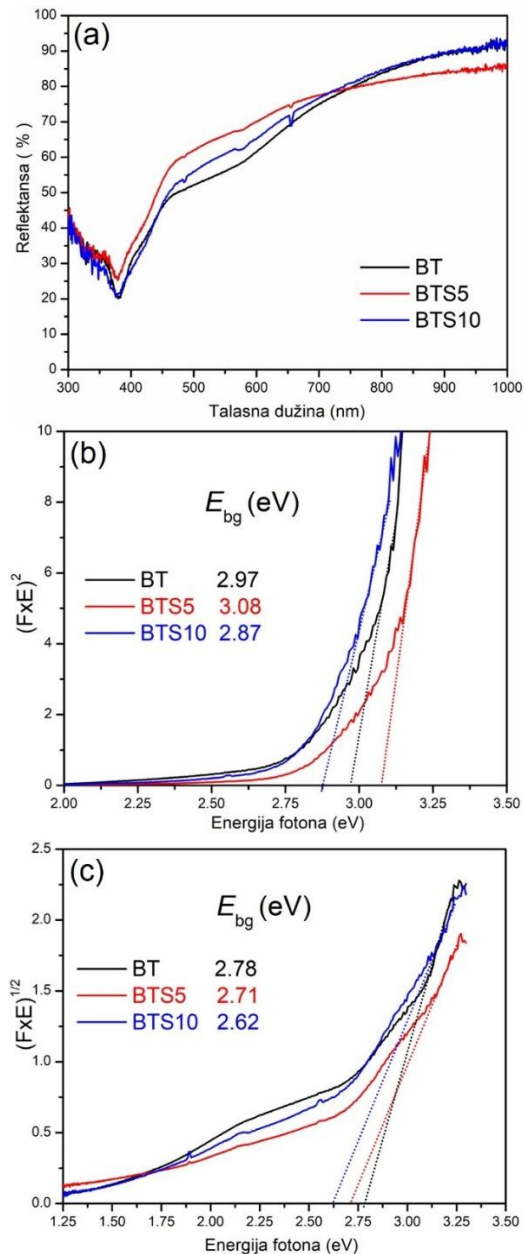 (a)
100
90
80
70
60
50
40
30
20
10
0
Reflektansa ( % )
BT
BTS5
BTS10
300 400 500 600 700 800 900 1000
Talasna dužina (nm)
(b)
10
8
6
4
2
0
(FxE)²
E_bg (eV)
BT 2.97
BTS5 3.08
BTS10 2.87
2.00 2.25 2.50 2.75 3.00 3.25 3.50
Energija fotona (eV)
(c)
2.5
2.0
1.5
1.0
0.5
0.0
(FxE)^1/2
E_bg (eV)
BT 2.78
BTS5 2.71
BTS10 2.62
1.25 1.50 1.75 2.00 2.25 2.50 2.75 3.00 3.25 3.50
Energija fotona (eV)